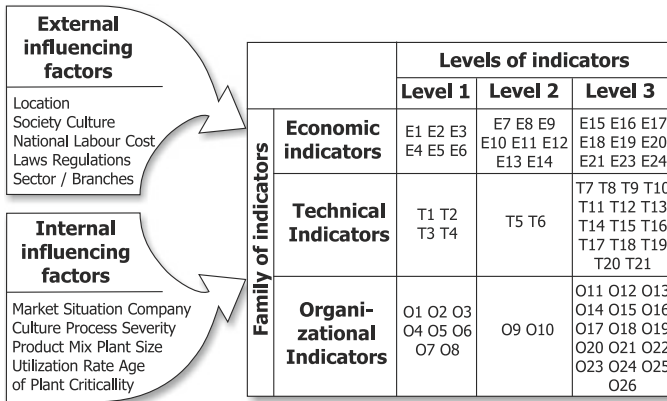 External
influencing
factors
Location
Society Culture
National Labour Cost
Laws Regulations
Sector / Branches
Internal
influencing
factors
Market Situation Company
Culture Process Severity
Product Mix Plant Size
Utilization Rate Age
of Plant Criticallity
Levels of indicators
Level 1 Level 2 Level 3
Family of indicators
Economic
indicators
E1 E2 E3
E4 E5 E6
E7 E8 E9
E10 E11 E12
E13 E14
E15 E16 E17
E18 E19 E20
E21 E23 E24
Technical
Indicators
T1 T2
T3 T4
T5 T6
T7 T8 T9 T10
T11 T12 T13
T14 T15 T16
T17 T18 T19
T20 T21
Organi-
zational
Indicators
O1 O2 O3
O4 O5 O6
O7 O8
O9 O10
O11 O12 O13
O14 O15 O16
O17 O18 O19
O20 O21 O22
O23 O24 O25
O26